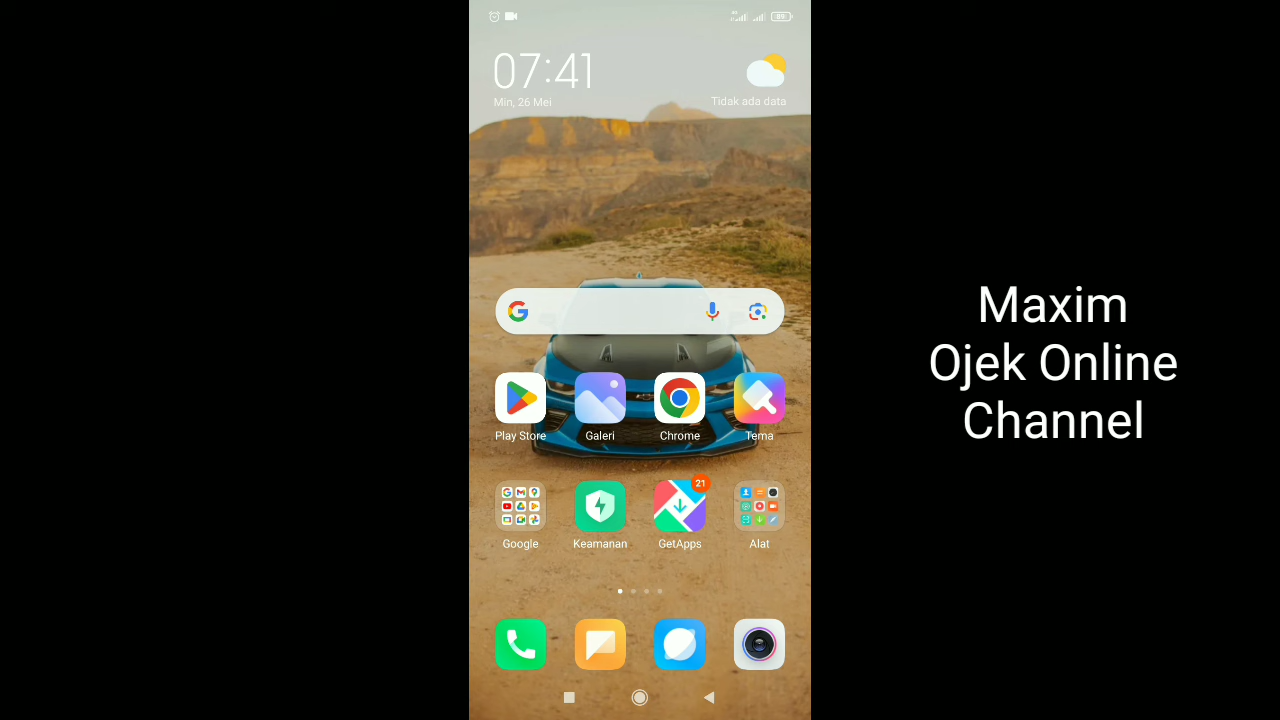 07:41
Min, 26 Mei
Tidak ada data
Play Store
Galeri
Chrome
Tema
21
Google
Keamanan
GetApps
Alat
Maxim
Ojek Online
Channel